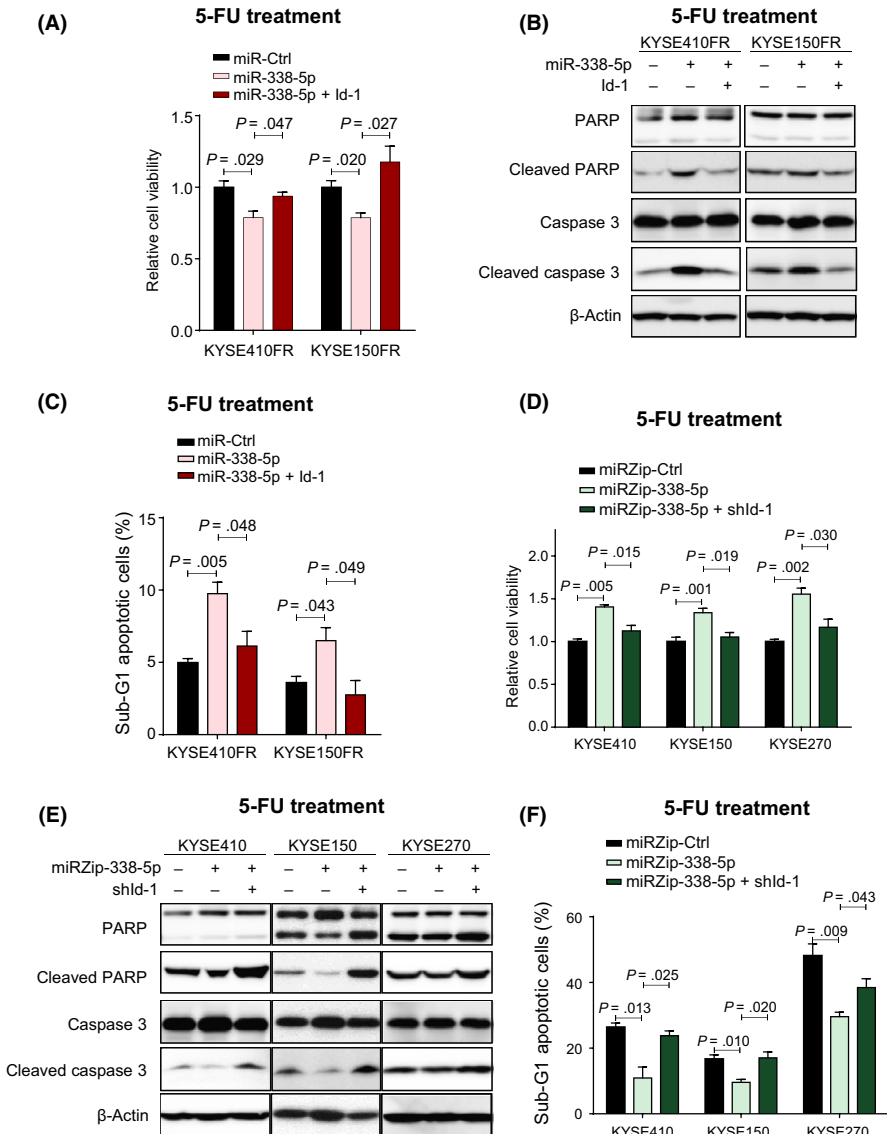 (A)
5-FU treatment
miR-Ctrl
miR-338-5p
miR-338-5p + Id-1
Relative cell viability
1.5
1.0
0.5
0.0
P = .029
P = .047
P = .020
P = .027
KYSE410FR
KYSE150FR
(B)
5-FU treatment
KYSE410FR KYSE150FR
miR-338-5p – + + – + +
Id-1 – – + – – +
PARP
Cleaved PARP
Caspase 3
Cleaved caspase 3
β-Actin
(C)
5-FU treatment
miR-Ctrl
miR-338-5p
miR-338-5p + Id-1
Sub-G1 apoptotic cells (%)
15
10
5
0
P = .005
P = .048
P = .043
P = .049
KYSE410FR
KYSE150FR
(D)
5-FU treatment
miRZip-Ctrl
miRZip-338-5p
miRZip-338-5p + shId-1
Relative cell viability
2.0
1.5
1.0
0.5
0.0
P = .005
P = .015
P = .001
P = .019
P = .002
P = .030
KYSE410
KYSE150
KYSE270
(E)
5-FU treatment
KYSE410 KYSE150 KYSE270
miRZip-338-5p – + + – + + – + +
shId-1 – – + – – + – – +
PARP
Cleaved PARP
Caspase 3
Cleaved caspase 3
β-Actin
(F)
5-FU treatment
miRZip-Ctrl
miRZip-338-5p
miRZip-338-5p + shId-1
Sub-G1 apoptotic cells (%)
60
40
20
0
P = .013
P = .025
P = .010
P = .020
P = .009
P = .043
KYSE410
KYSE150
KYSE270